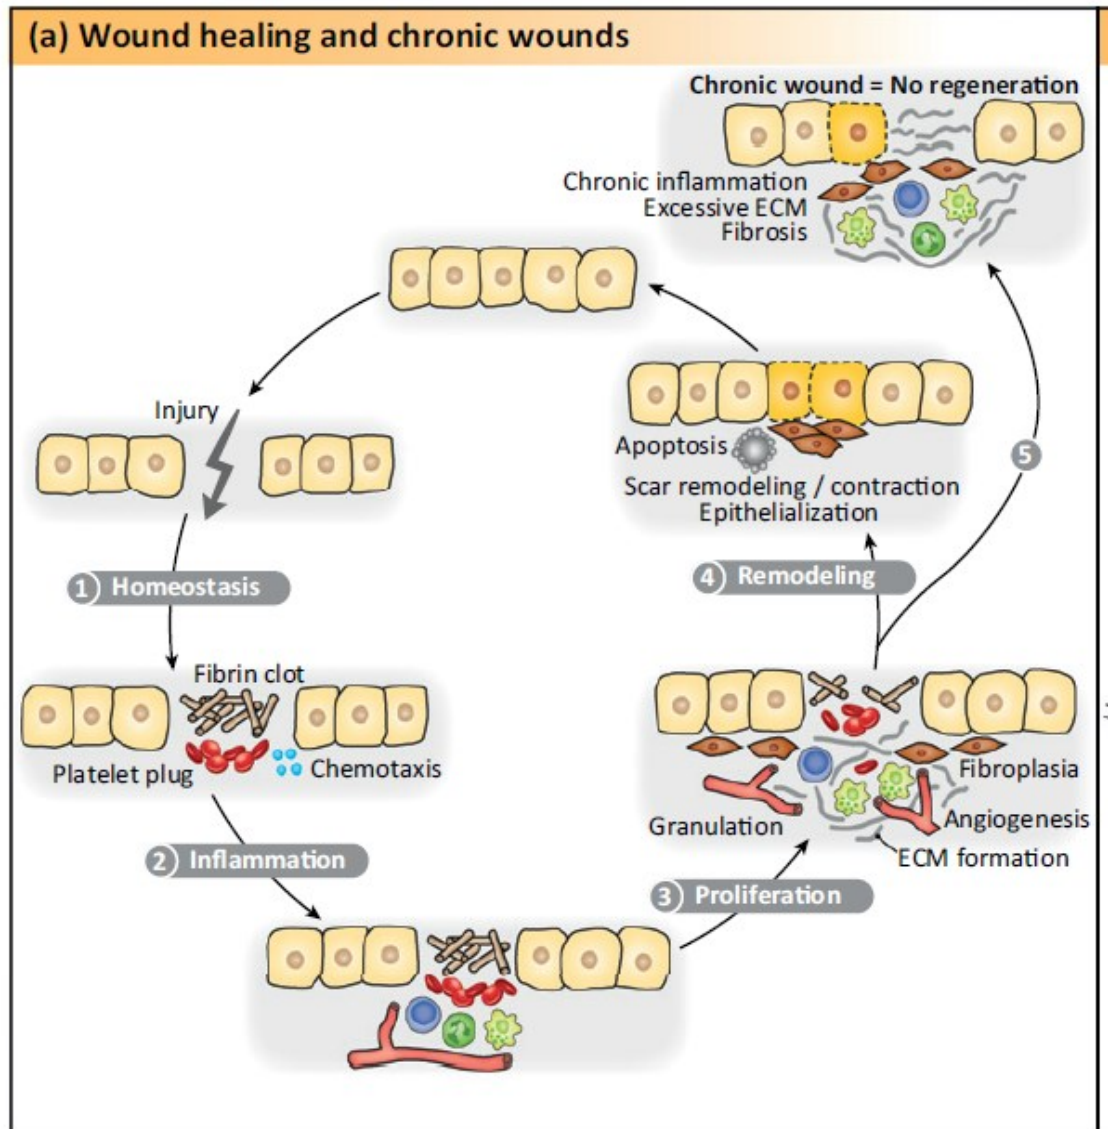 (a) Wound healing and chronic wounds
Chronic wound = No regeneration
Chronic inflammation
Excessive ECM
Fibrosis
Injury
Apoptosis
Scar remodeling / contraction
Epithelialization
5
1 Homeostasis
4 Remodeling
Fibrin clot
Platelet plug
Chemotaxis
Fibroplasia
Granulation
Angiogenesis
ECM formation
2 Inflammation
3 Proliferation